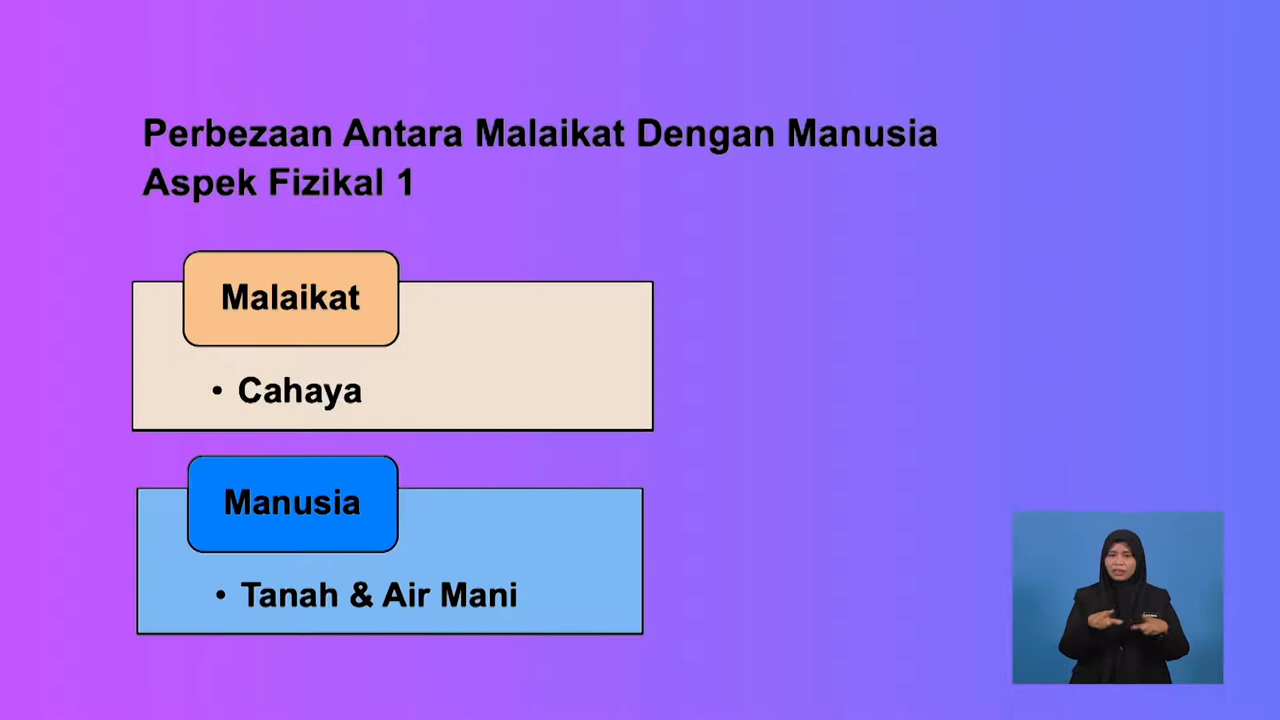 Perbezaan Antara Malaikat Dengan Manusia
Aspek Fizikal 1
Malaikat
• Cahaya
Manusia
• Tanah & Air Mani